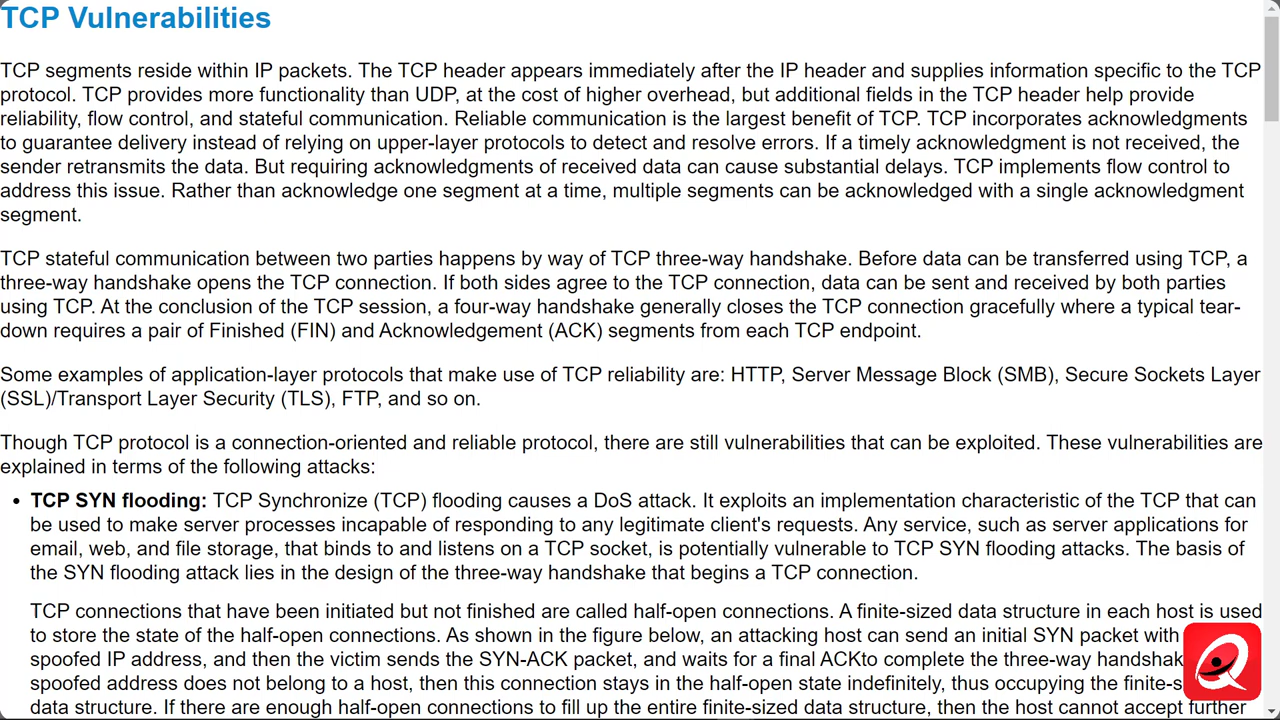 TCP Vulnerabilities
TCP segments reside within IP packets. The TCP header appears immediately after the IP header and supplies information specific to the TCP
protocol. TCP provides more functionality than UDP, at the cost of higher overhead, but additional fields in the TCP header help provide
reliability, flow control, and stateful communication. Reliable communication is the largest benefit of TCP. TCP incorporates acknowledgments
to guarantee delivery instead of relying on upper-layer protocols to detect and resolve errors. If a timely acknowledgment is not received, the
sender retransmits the data. But requiring acknowledgments of received data can cause substantial delays. TCP implements flow control to
address this issue. Rather than acknowledge one segment at a time, multiple segments can be acknowledged with a single acknowledgment
segment.
TCP stateful communication between two parties happens by way of TCP three-way handshake. Before data can be transferred using TCP, a
three-way handshake opens the TCP connection. If both sides agree to the TCP connection, data can be sent and received by both parties
using TCP. At the conclusion of the TCP session, a four-way handshake generally closes the TCP connection gracefully where a typical tear-
down requires a pair of Finished (FIN) and Acknowledgement (ACK) segments from each TCP endpoint.
Some examples of application-layer protocols that make use of TCP reliability are: HTTP, Server Message Block (SMB), Secure Sockets Layer
(SSL)/Transport Layer Security (TLS), FTP, and so on.
Though TCP protocol is a connection-oriented and reliable protocol, there are still vulnerabilities that can be exploited. These vulnerabilities are
explained in terms of the following attacks:
• TCP SYN flooding: TCP Synchronize (TCP) flooding causes a DoS attack. It exploits an implementation characteristic of the TCP that can
be used to make server processes incapable of responding to any legitimate client's requests. Any service, such as server applications for
email, web, and file storage, that binds to and listens on a TCP socket, is potentially vulnerable to TCP SYN flooding attacks. The basis of
the SYN flooding attack lies in the design of the three-way handshake that begins a TCP connection.
TCP connections that have been initiated but not finished are called half-open connections. A finite-sized data structure in each host is used
to store the state of the half-open connections. As shown in the figure below, an attacking host can send an initial SYN packet with
spoofed IP address, and then the victim sends the SYN-ACK packet, and waits for a final ACKto complete the three-way handshak
spoofed address does not belong to a host, then this connection stays in the half-open state indefinitely, thus occupying the finite-s
data structure. If there are enough half-open connections to fill up the entire finite-sized data structure, then the host cannot accept further